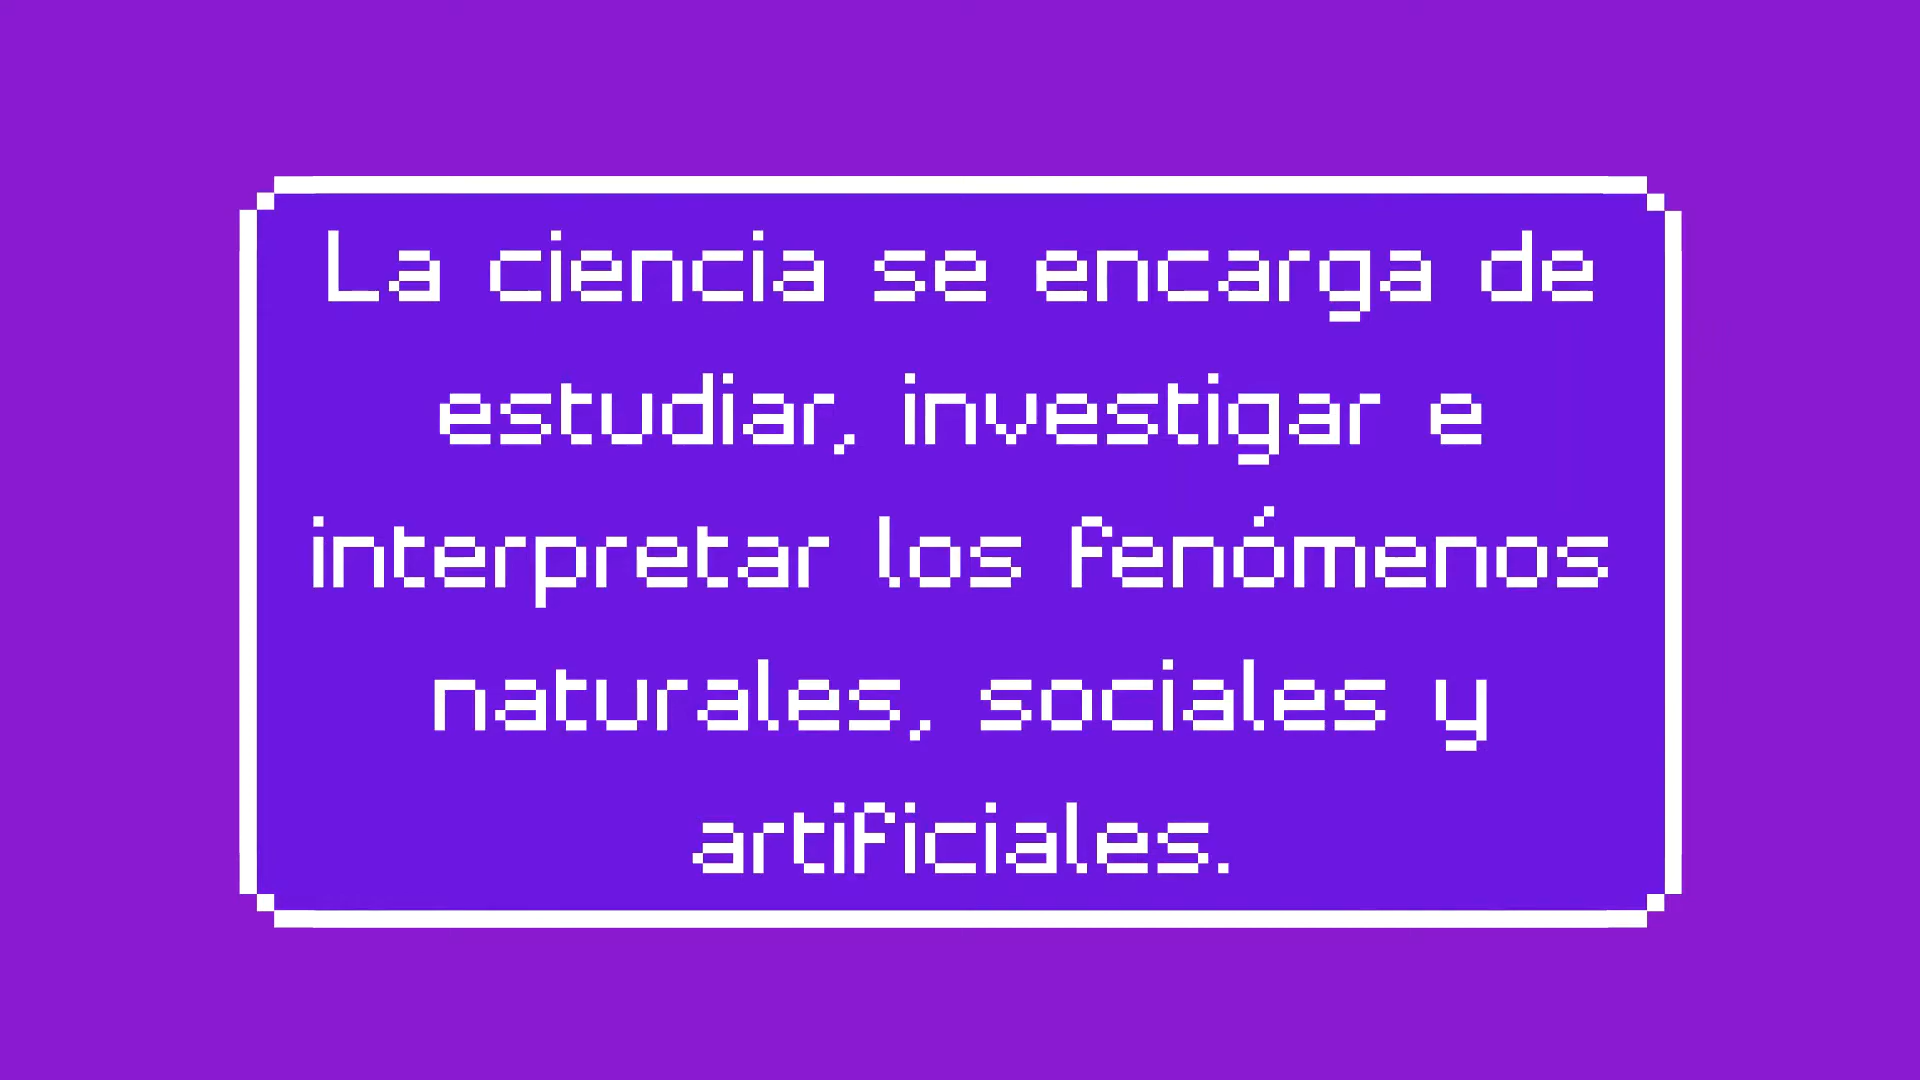 La ciencia se encarga de
estudiar, investigar e
interpretar los fenómenos
naturales, sociales y
artificiales.